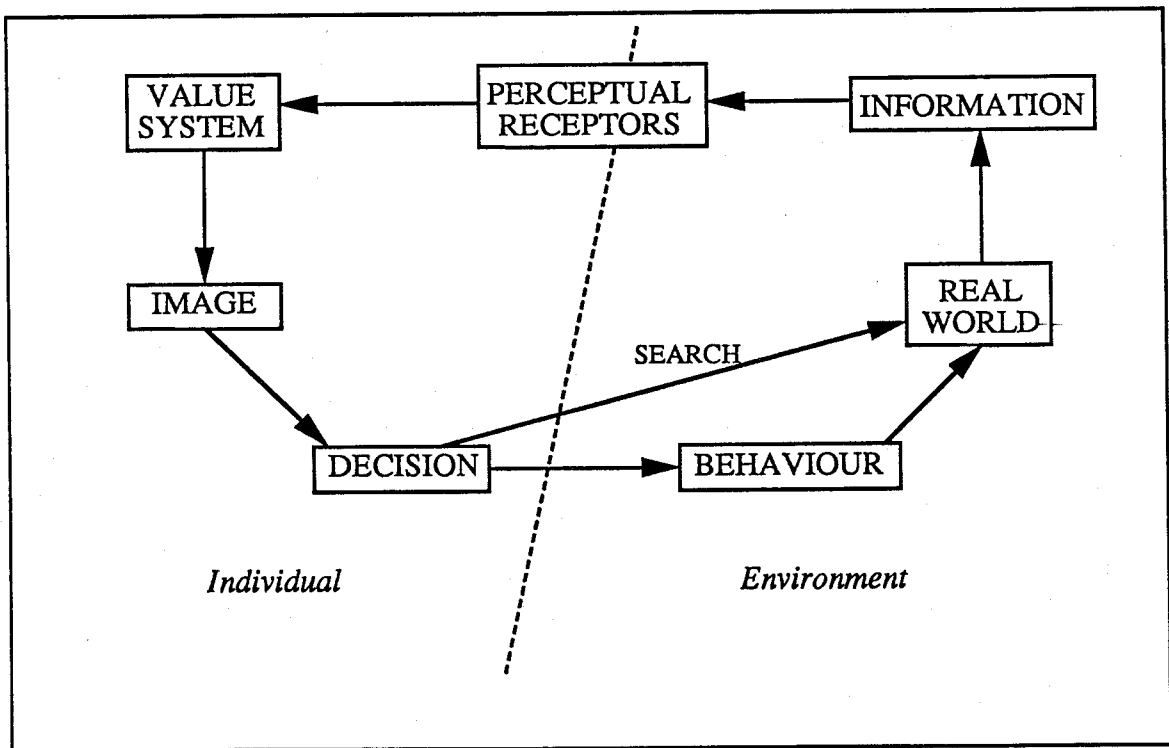 VALUE
SYSTEM
PERCEPTUAL
RECEPTORS
INFORMATION
IMAGE
REAL
WORLD
SEARCH
DECISION
BEHAVIOUR
Individual
Environment